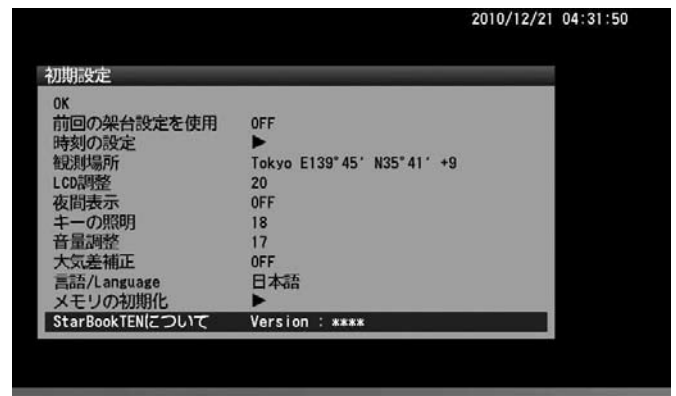 2010/12/21 04:31:50
初期設定
OK
前回の架台設定を使用 OFF
時刻の設定 ▶
観測場所 Tokyo E139°45′ N35°41′ +9
LCD調整 20
夜間表示 OFF
キーの照明 18
音量調整 17
大気差補正 OFF
言語/Language 日本語
メモリの初期化 ▶
StarBookTENについて Version : ****